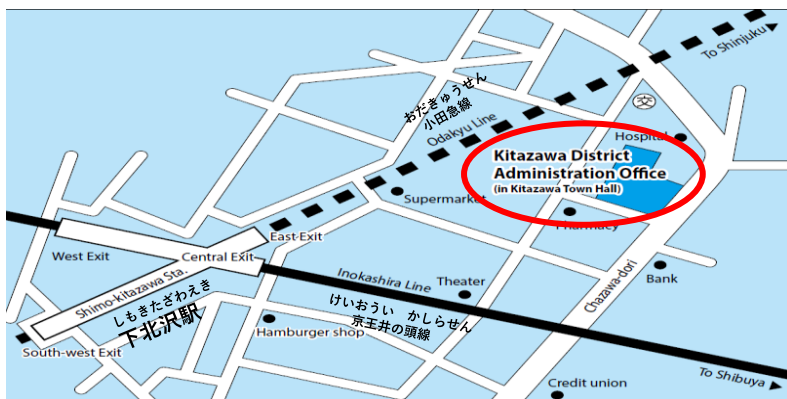 To Shinjuku
おだきゅうせん
小田急線
Odakyu Line
交
Hospital
Kitazawa District
Administration Office
(in Kitazawa Town Hall)
Supermarket
Pharmacy
East Exit
West Exit
Central Exit
Shimo-kitazawa Sta.
Inokashira Line
Theater
Chazawa-dori
Bank
しもきたざわえき
下北沢駅
けいおうい かしらせん
京王井の頭線
Hamburger shop
South-west Exit
To Shibuya
Credit union